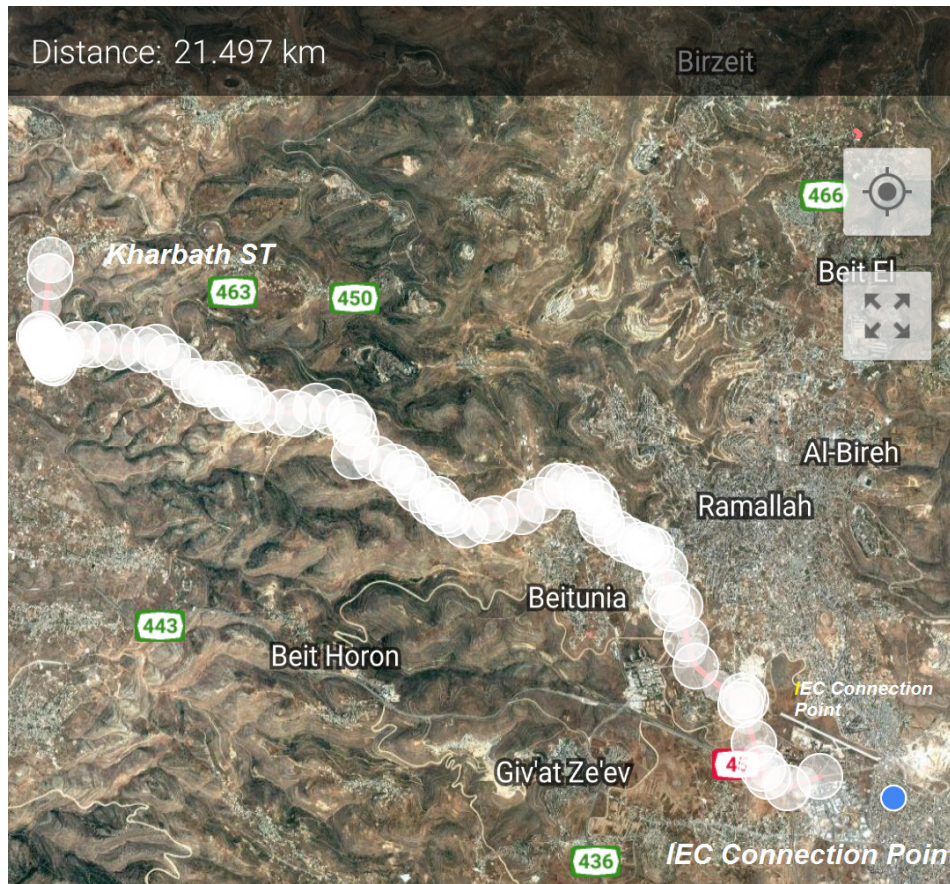 Distance: 21.497 km
Birzeit
466
Kharbath ST
Beit El
463
450
Al-Bireh
Ramallah
Beitunia
443
Beit Horon
IEC Connection
Point
Giv'at Ze'ev
IEC Connection Poin
436